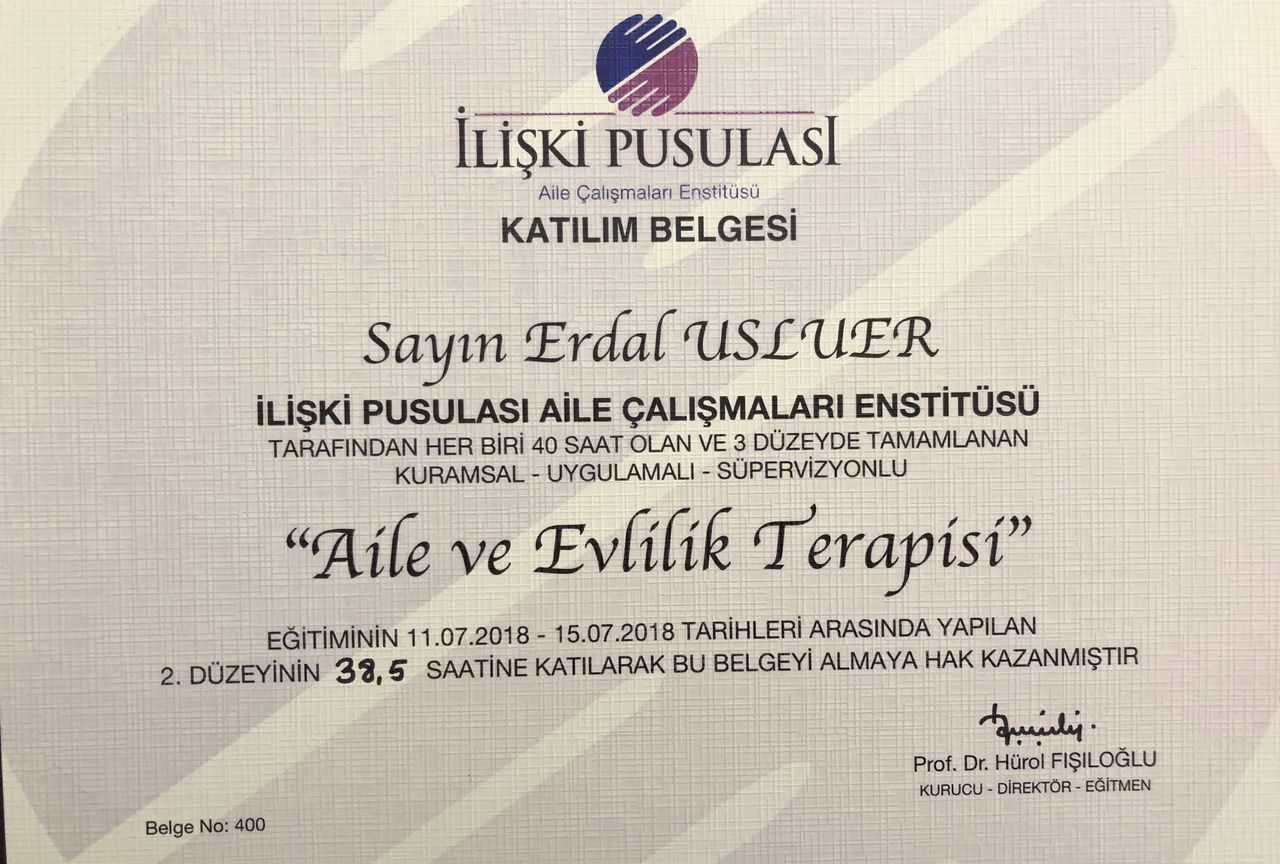 İLİŞKİ PUSULASI
Aile Çalışmaları Enstitüsü
KATILIM BELGESİ
Sayın Erdal USLUER
İLİŞKİ PUSULASI AİLE ÇALIŞMALARI ENSTİTÜSÜ
TARAFINDAN HER BİRİ 40 SAAT OLAN VE 3 DÜZEYDE TAMAMLANAN
KURAMSAL - UYGULAMALI - SÜPERVİZYONLU
“Aile ve Evlilik Terapisi”
EĞİTİMİNİN 11.07.2018 - 15.07.2018 TARİHLERİ ARASINDA YAPILAN
2. DÜZEYİNİN 38,5 SAATİNE KATILARAK BU BELGEYİ ALMAYA HAK KAZANMIŞTIR
Prof. Dr. Hürol FIŞILOĞLU
KURUCU - DİREKTÖR - EĞİTMEN
Belge No: 400